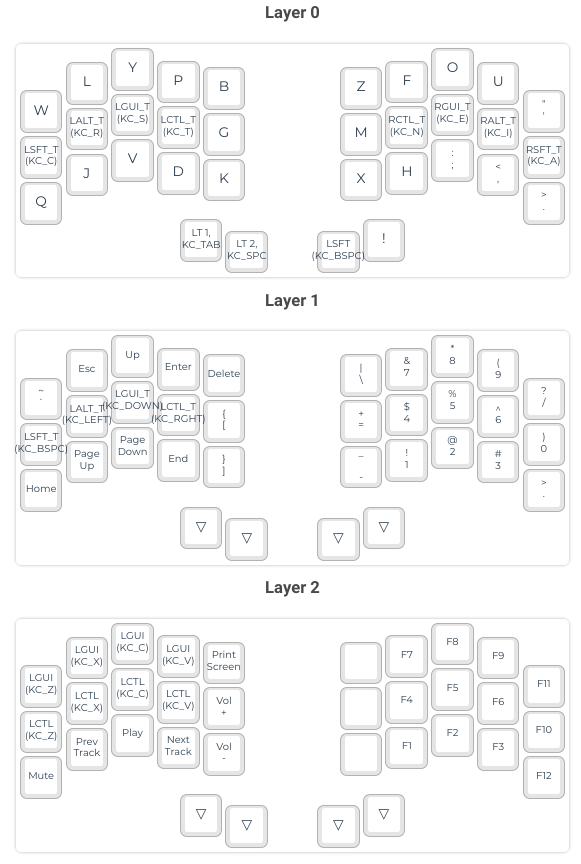 Layer 0
W
L
Y
P
B
Z
F
O
U
"
'
LSFT_T
(KC_C)
LALT_T
(KC_R)
LGUI_T
(KC_S)
LCTL_T
(KC_T)
G
M
RCTL_T
(KC_N)
RGUI_T
(KC_E)
RALT_T
(KC_I)
RSFT_T
(KC_A)
Q
J
V
D
K
X
H
:
;
<
,
>
.
LT 1,
KC_TAB
LT 2,
KC_SPC
LSFT
(KC_BSPC)
!
Layer 1
~
`
Esc
Up
Enter
Delete
|
\
&
7
*
8
(
9
?
/
LSFT_T
(KC_BSPC)
LALT_T
(KC_LEFT)
LGUI_T
(KC_DOWN)
LCTL_T
(KC_RGHT)
{
[
+
=
$
4
%
5
^
6
)
0
Home
Page
Up
Page
Down
End
}
]
_
-
!
1
@
2
#
3
>
.
▽
▽
▽
▽
Layer 2
LGUI
(KC_Z)
LGUI
(KC_X)
LGUI
(KC_C)
LGUI
(KC_V)
Print
Screen
F7
F8
F9
F11
LCTL
(KC_Z)
LCTL
(KC_X)
LCTL
(KC_C)
LCTL
(KC_V)
Vol
+
F4
F5
F6
F10
Mute
Prev
Track
Play
Next
Track
Vol
-
F1
F2
F3
F12
▽
▽
▽
▽